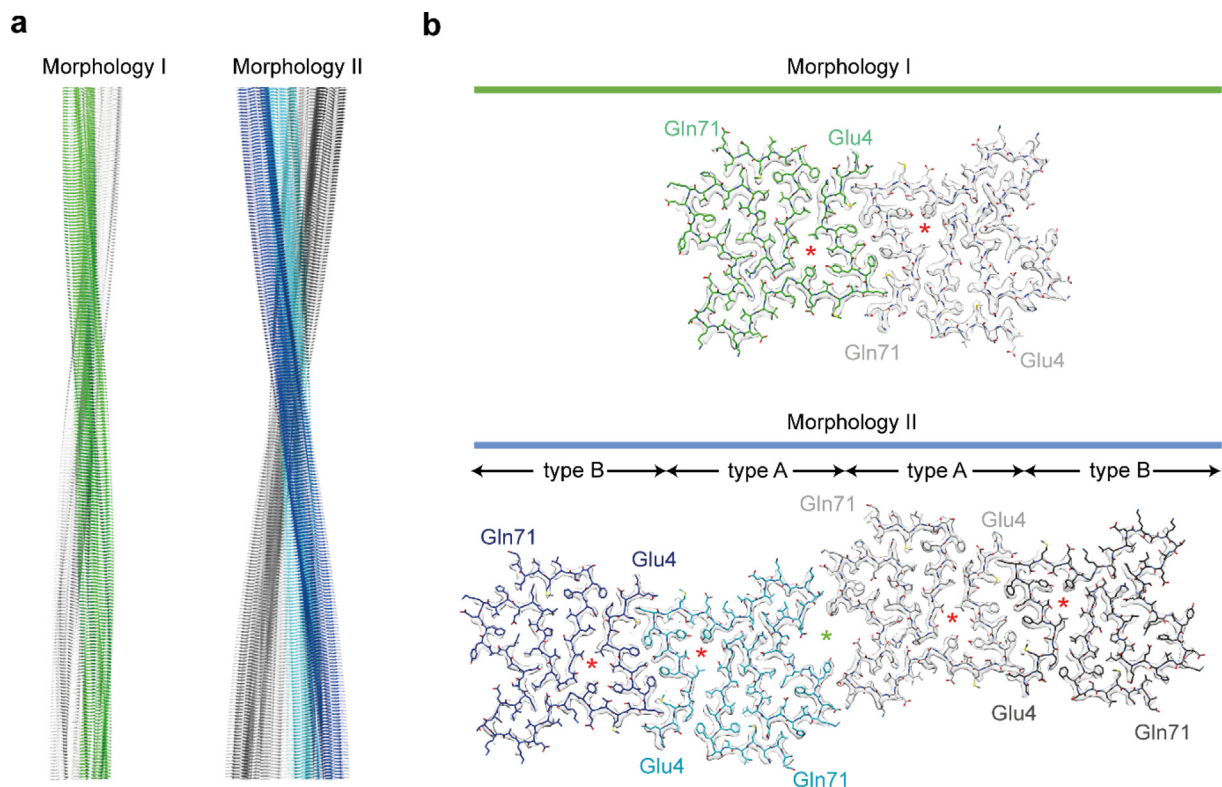 a
Morphology I Morphology II
b
Morphology I
Gln71 Glu4
*
*
Gln71 Glu4
Morphology II
type B type A type A type B
Gln71 Glu4
Gln71 Glu4
* * * * *
Glu4 Gln71
Glu4 Gln71